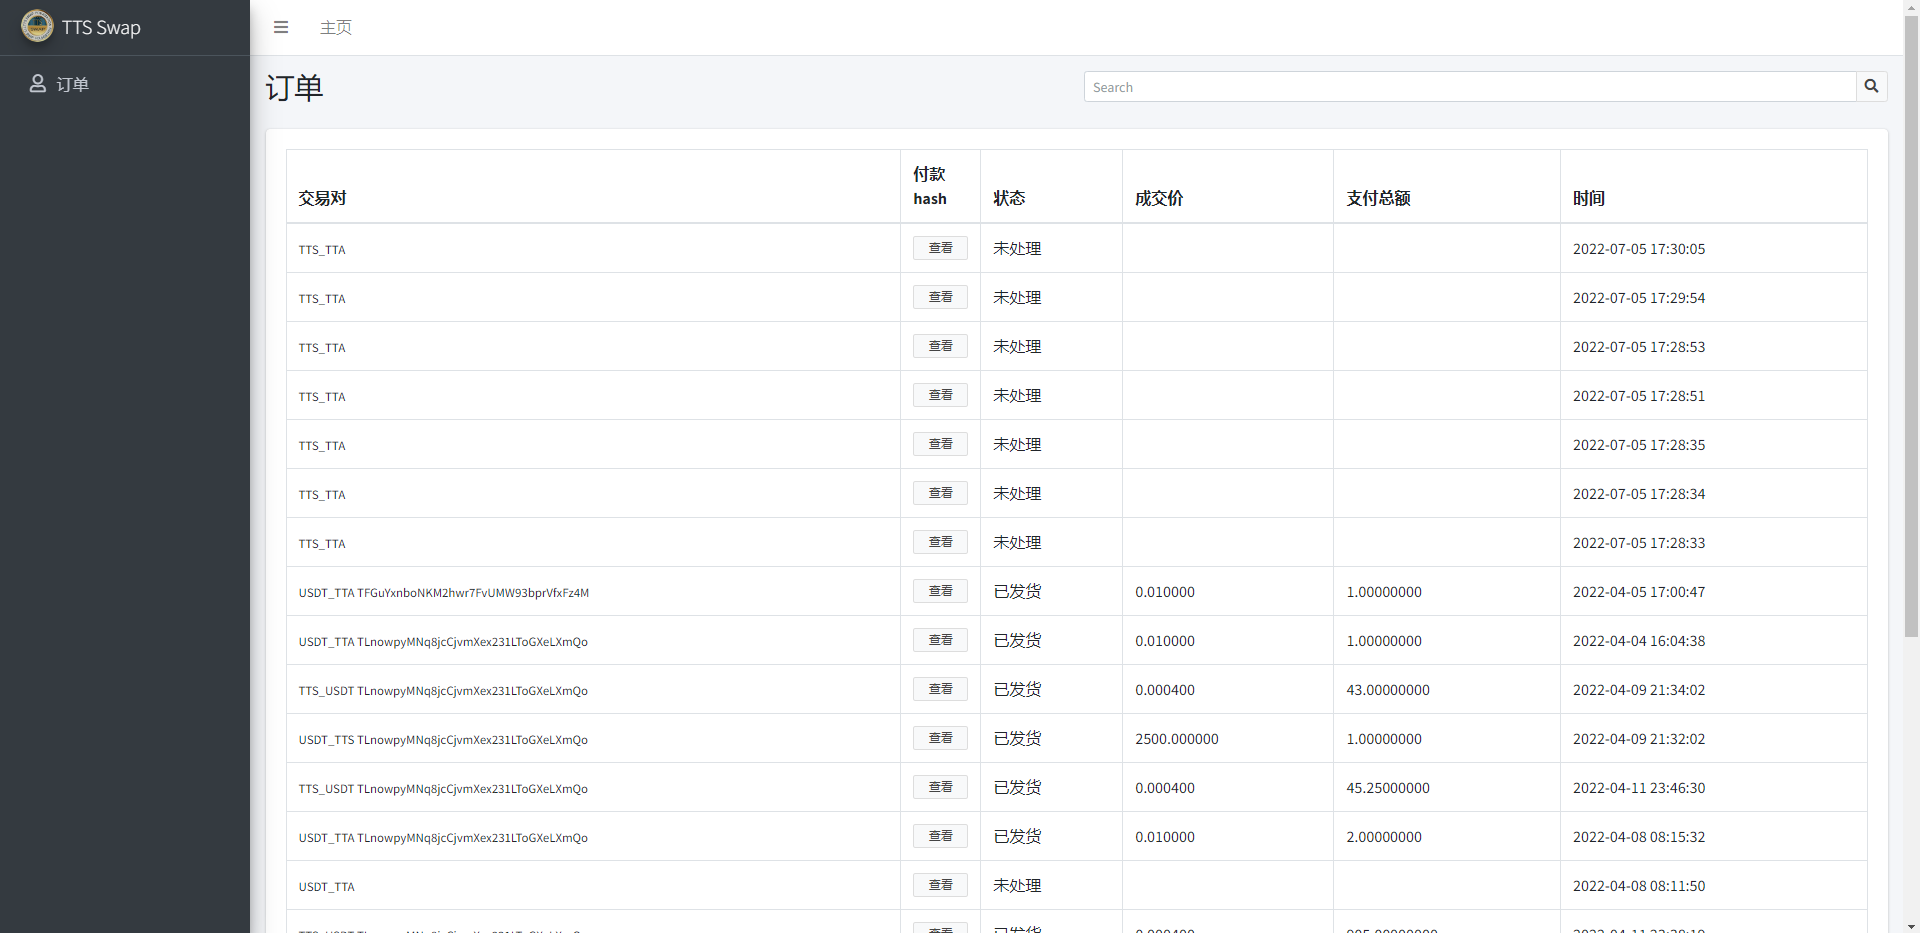 TTS Swap
主页
订单
订单
Search
交易对 付款 hash 状态 成交价 支付总额 时间
TTS_TTA 查看 未处理 2022-07-05 17:30:05
TTS_TTA 查看 未处理 2022-07-05 17:29:54
TTS_TTA 查看 未处理 2022-07-05 17:28:53
TTS_TTA 查看 未处理 2022-07-05 17:28:51
TTS_TTA 查看 未处理 2022-07-05 17:28:35
TTS_TTA 查看 未处理 2022-07-05 17:28:34
TTS_TTA 查看 未处理 2022-07-05 17:28:33
USDT_TTA TFGuYxnboNKM2hwr7FvUMW93bprVfxFz4M 查看 已发货 0.010000 1.00000000 2022-04-05 17:00:47
USDT_TTA TLnowpyMNq8jcCjvmXex231LToGXeLXmQo 查看 已发货 0.010000 1.00000000 2022-04-04 16:04:38
TTS_USDT TLnowpyMNq8jcCjvmXex231LToGXeLXmQo 查看 已发货 0.000400 43.00000000 2022-04-09 21:34:02
USDT_TTS TLnowpyMNq8jcCjvmXex231LToGXeLXmQo 查看 已发货 2500.000000 1.00000000 2022-04-09 21:32:02
TTS_USDT TLnowpyMNq8jcCjvmXex231LToGXeLXmQo 查看 已发货 0.000400 45.25000000 2022-04-11 23:46:30
USDT_TTA TLnowpyMNq8jcCjvmXex231LToGXeLXmQo 查看 已发货 0.010000 2.00000000 2022-04-08 08:15:32
USDT_TTA 查看 未处理 2022-04-08 08:11:50